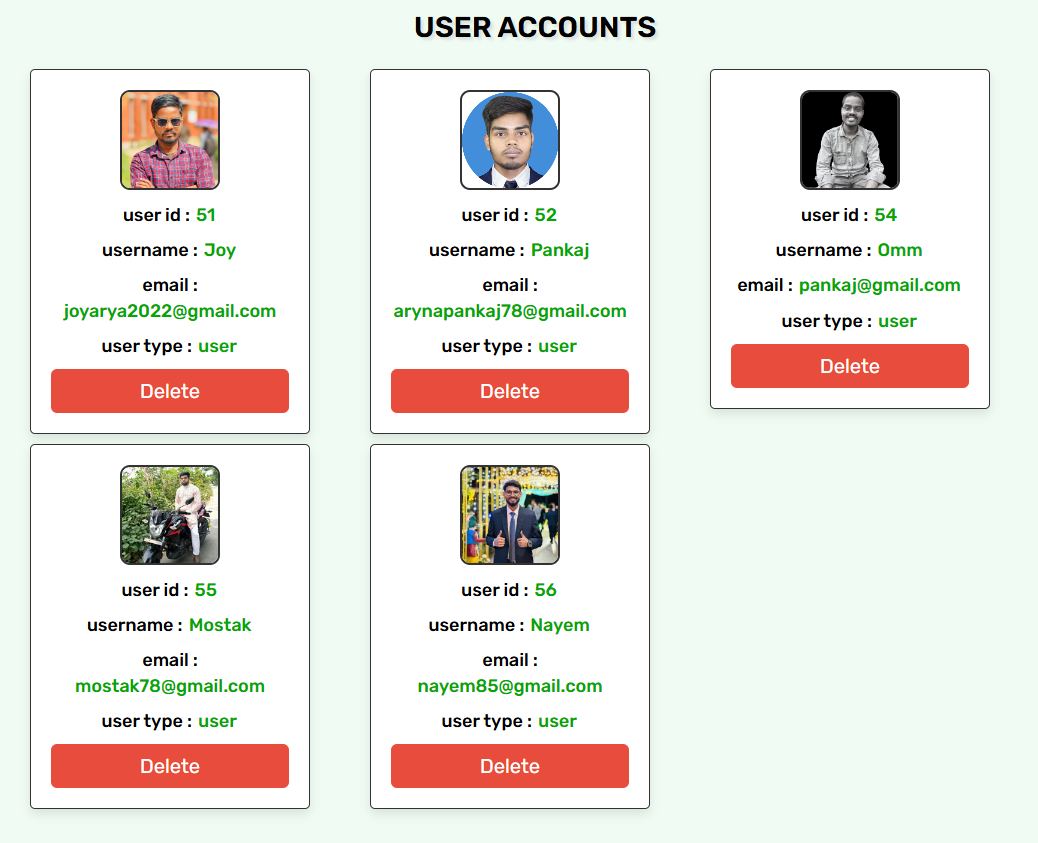 USER ACCOUNTS
user id : 51
username : Joy
email :
joyarya2022@gmail.com
user type : user
Delete
user id : 52
username : Pankaj
email :
arynapankaj78@gmail.com
user type : user
Delete
user id : 54
username : Omm
email : pankaj@gmail.com
user type : user
Delete
user id : 55
username : Mostak
email :
mostak78@gmail.com
user type : user
Delete
user id : 56
username : Nayem
email :
nayem85@gmail.com
user type : user
Delete